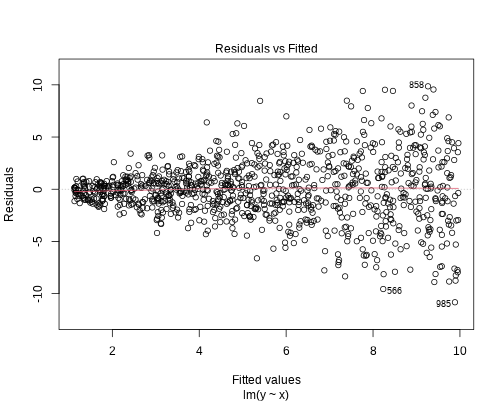 Residuals vs Fitted
10
5
0
-5
-10
Residuals
858
566
985
2 4 6 8 10
Fitted values
lm(y ~ x)